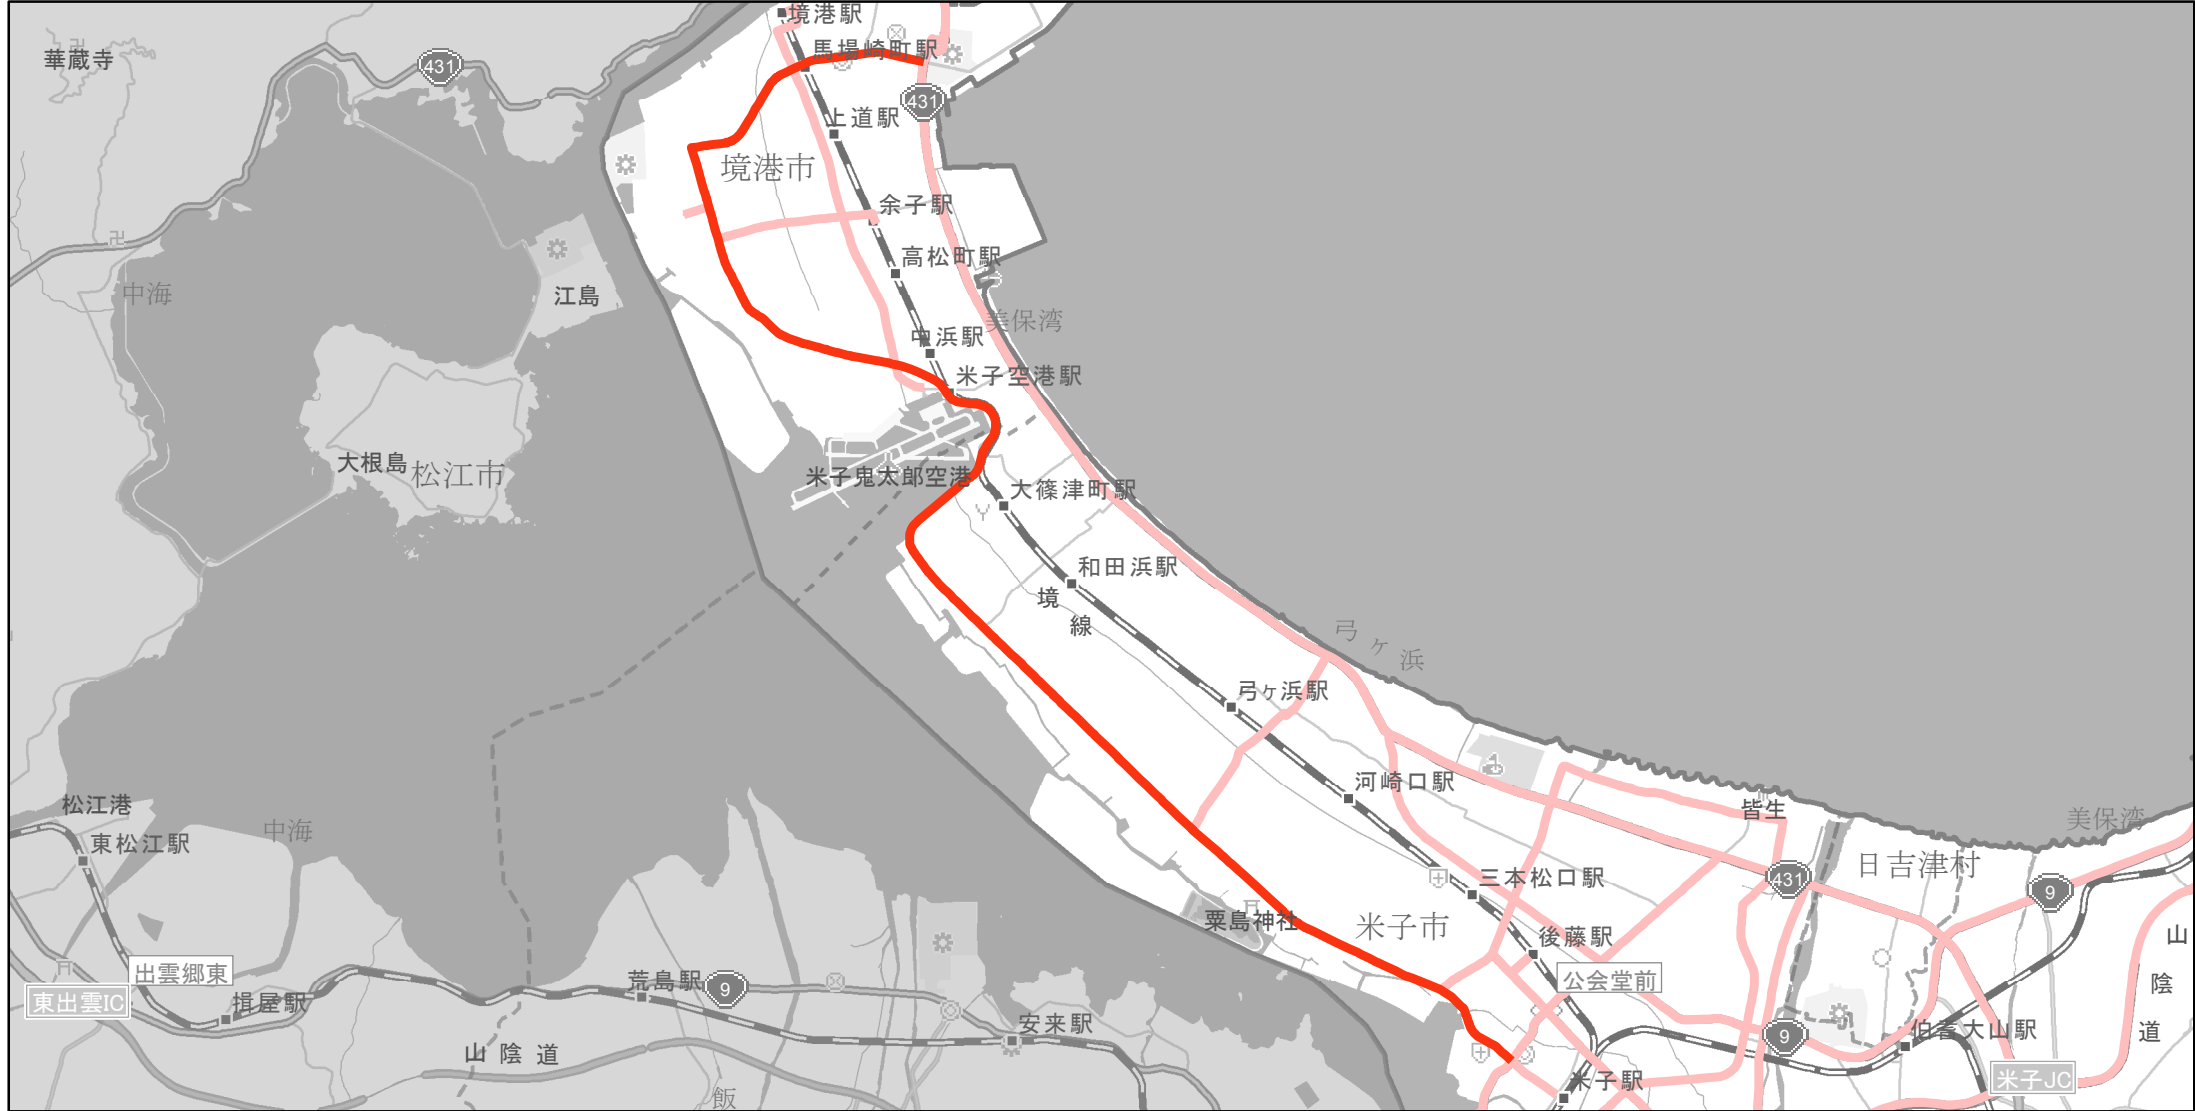 境港駅
華蔵寺
馬場崎町駅
431
431
上道駅
境港市
余子駅
高松町駅
中海
江島
美保湾
中浜駅
米子空港駅
大根島
松江市
米子鬼太郎空港
大篠津町駅
和田浜駅
境
線
弓
ヶ
浜
弓ヶ浜駅
河崎口駅
松江港
皆生
美保湾
中海
東松江駅
日吉津村
三本松口駅
431
9
粟島神社
米子市
後藤駅
山
出雲郷東
公会堂前
荒島駅
9
陰
東出雲IC
揖屋駅
安来駅
伯耆大山駅
道
9
山陰道
米子駅
米子JC
飯